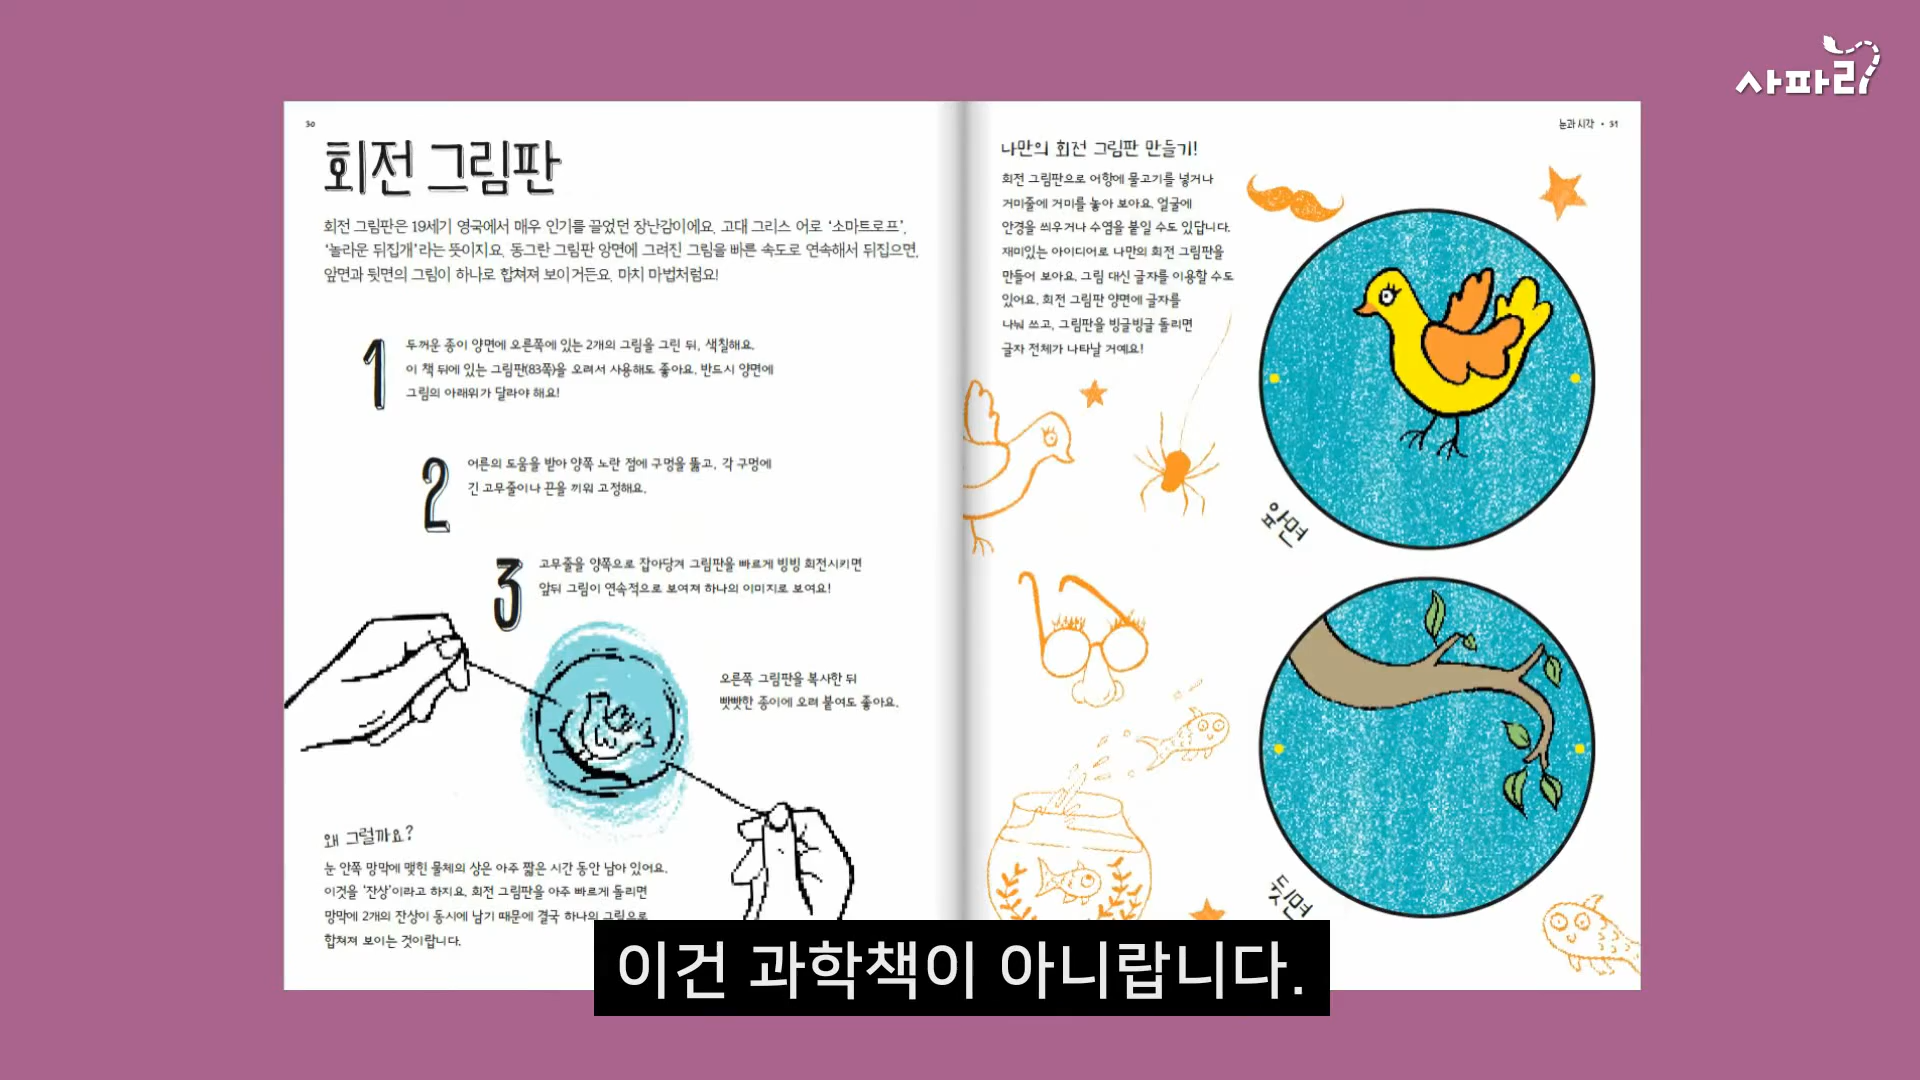 사파리
30
회전 그림판
회전 그림판은 19세기 영국에서 매우 인기를 끌었던 장난감이에요. 고대 그리스 어로 '소마트로프',
'놀라운 뒤집개'라는 뜻이지요. 동그란 그림판 양면에 그려진 그림을 빠른 속도로 연속해서 뒤집으면,
앞면과 뒷면의 그림이 하나로 합쳐져 보이거든요. 마치 마법처럼요!
1
두꺼운 종이 양면에 오른쪽에 있는 2개의 그림을 그린 뒤, 색칠해요.
이 책 뒤에 있는 그림판(83쪽)을 오려서 사용해도 좋아요. 반드시 양면에
그림의 아래위가 달라야 해요!
2
어른의 도움을 받아 양쪽 노란 점에 구멍을 뚫고, 각 구멍에
긴 고무줄이나 끈을 끼워 고정해요.
3
고무줄을 양쪽으로 잡아당겨 그림판을 빠르게 빙빙 회전시키면
앞뒤 그림이 연속적으로 보여져 하나의 이미지로 보여요!
오른쪽 그림판을 복사한 뒤
빳빳한 종이에 오려 붙여도 좋아요.
왜 그럴까요?
눈 안쪽 망막에 맺힌 물체의 상은 아주 짧은 시간 동안 남아 있어요.
이것을 '잔상'이라고 하지요. 회전 그림판을 아주 빠르게 돌리면
망막에 2개의 잔상이 동시에 남기 때문에 결국 하나의 그림으로
합쳐져 보이는 것이랍니다.
눈과 시각 • 31
나만의 회전 그림판 만들기!
회전 그림판으로 어항에 물고기를 넣거나
거미줄에 거미를 놓아 보아요. 얼굴에
안경을 씌우거나 수염을 붙일 수도 있답니다.
재미있는 아이디어로 나만의 회전 그림판을
만들어 보아요. 그림 대신 글자를 이용할 수도
있어요. 회전 그림판 양면에 글자를
나눠 쓰고, 그림판을 빙글빙글 돌리면
글자 전체가 나타날 거예요!
앞면
뒷면
이건 과학책이 아니랍니다.